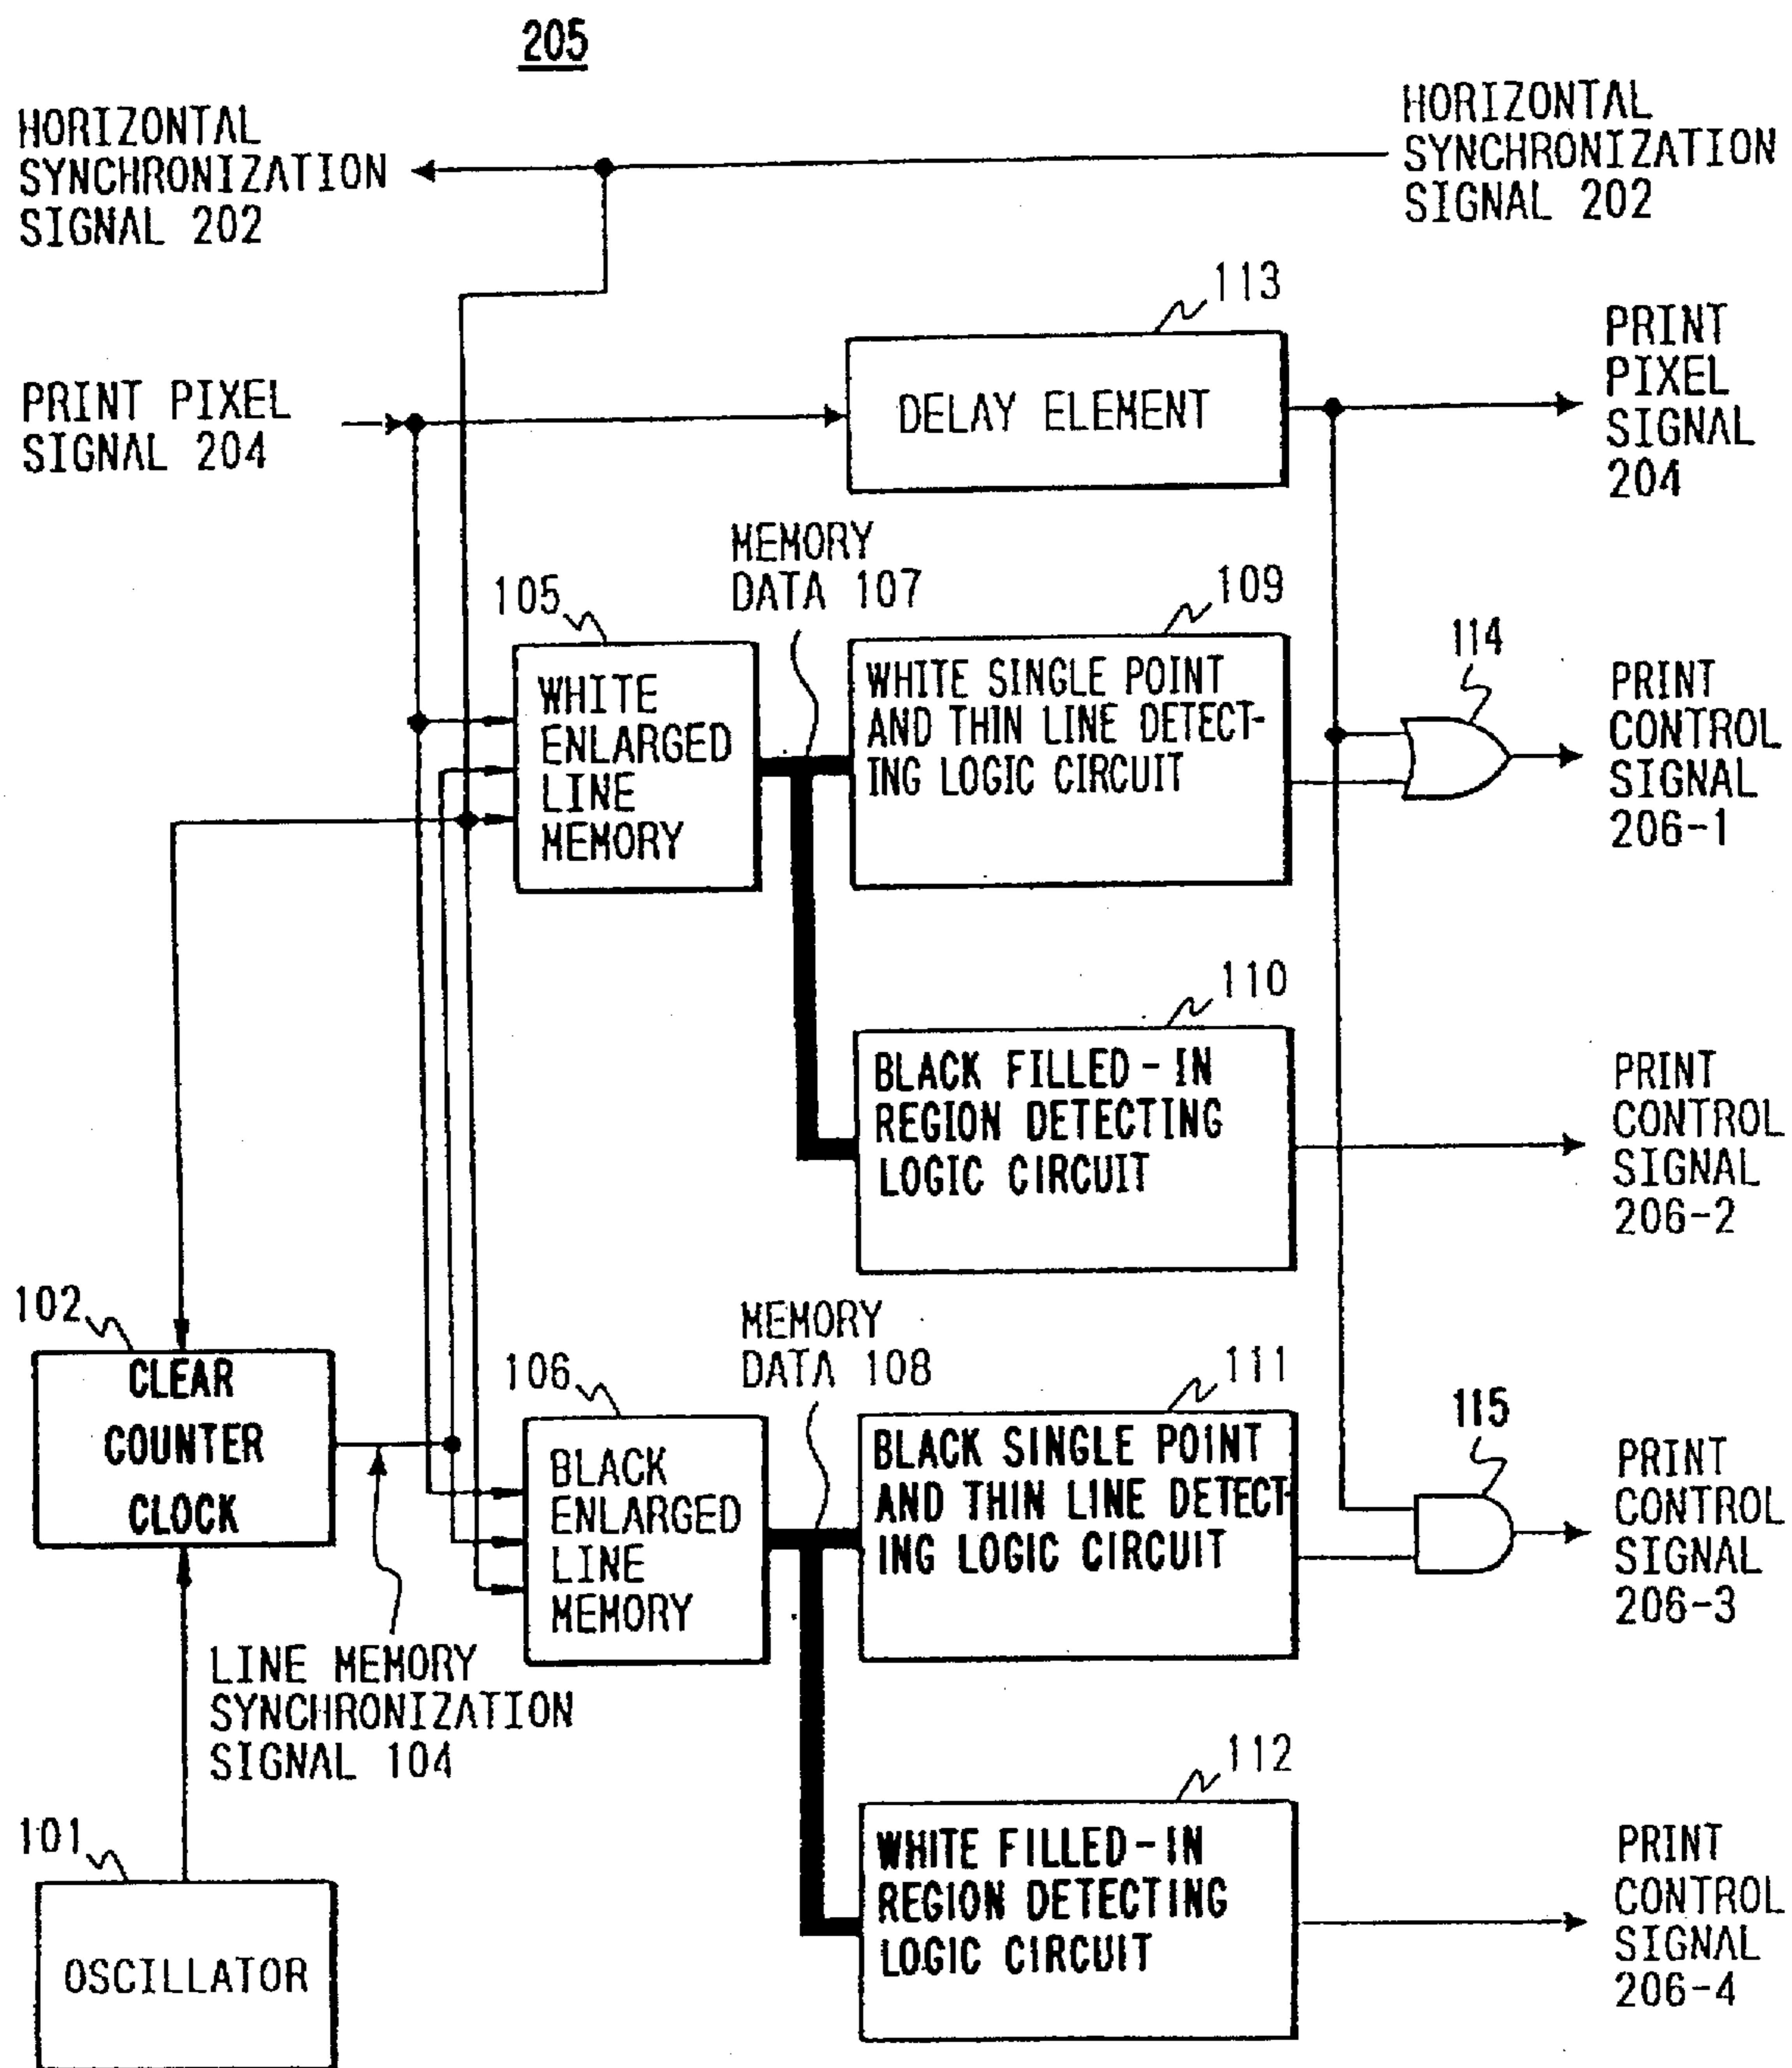 205
HORIZONTAL
SYNCHRONIZATION
SIGNAL 202
HORIZONTAL
SYNCHRONIZATION
SIGNAL 202
113
PRINT PIXEL
SIGNAL 204
DELAY ELEMENT
PRINT
PIXEL
SIGNAL
204
MEMORY
DATA 107
105
WHITE
ENLARGED
LINE
MEMORY
109
WHITE SINGLE POINT
AND THIN LINE DETECT-
ING LOGIC CIRCUIT
114
PRINT
CONTROL
SIGNAL
206-1
110
BLACK FILLED-IN
REGION DETECTING
LOGIC CIRCUIT
PRINT
CONTROL
SIGNAL
206-2
102
CLEAR
COUNTER
CLOCK
106
BLACK
ENLARGED
LINE
MEMORY
MEMORY
DATA 108
111
BLACK SINGLE POINT
AND THIN LINE DETECT-
ING LOGIC CIRCUIT
115
PRINT
CONTROL
SIGNAL
206-3
LINE MEMORY
SYNCHRONIZATION
SIGNAL 104
112
WHITE FILLED-IN
REGION DETECTING
LOGIC CIRCUIT
PRINT
CONTROL
SIGNAL
206-4
101
OSCILLATOR